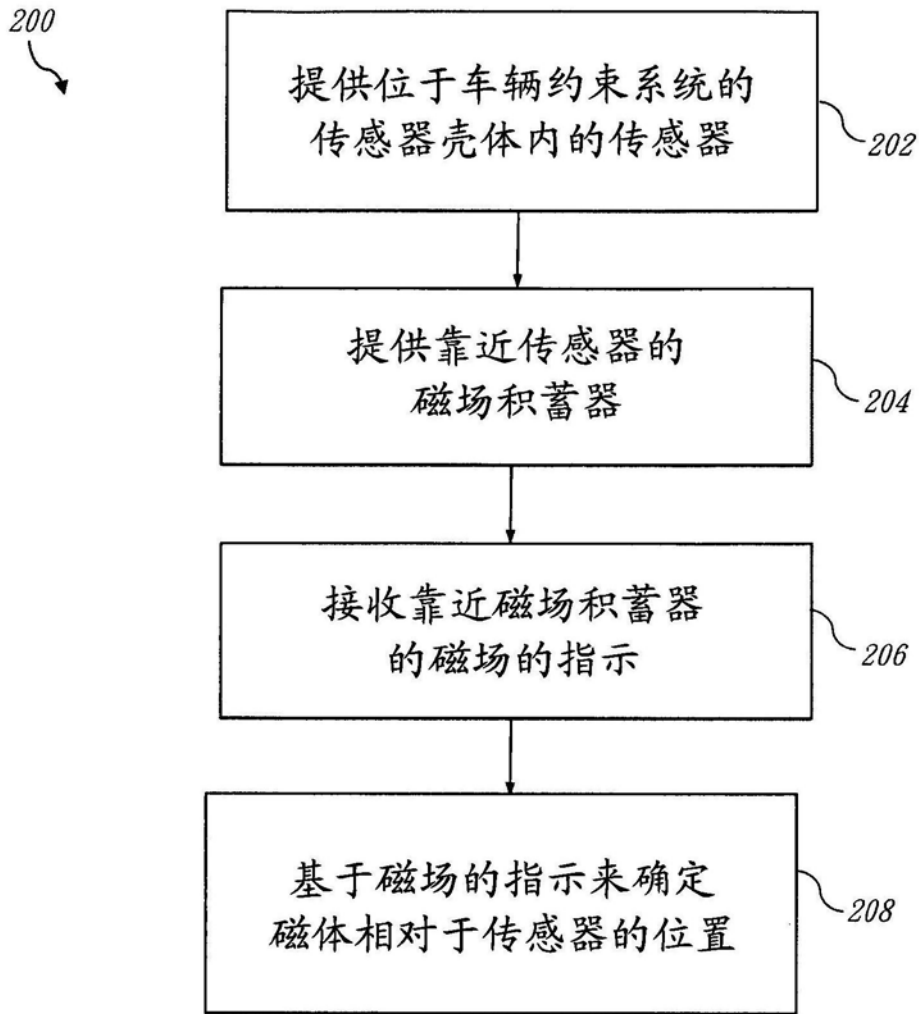 200
提供位于车辆约束系统的
传感器壳体内的传感器
202
提供靠近传感器的
磁场积蓄器
204
接收靠近磁场积蓄器
的磁场的指示
206
基于磁场的指示来确定
磁体相对于传感器的位置
208